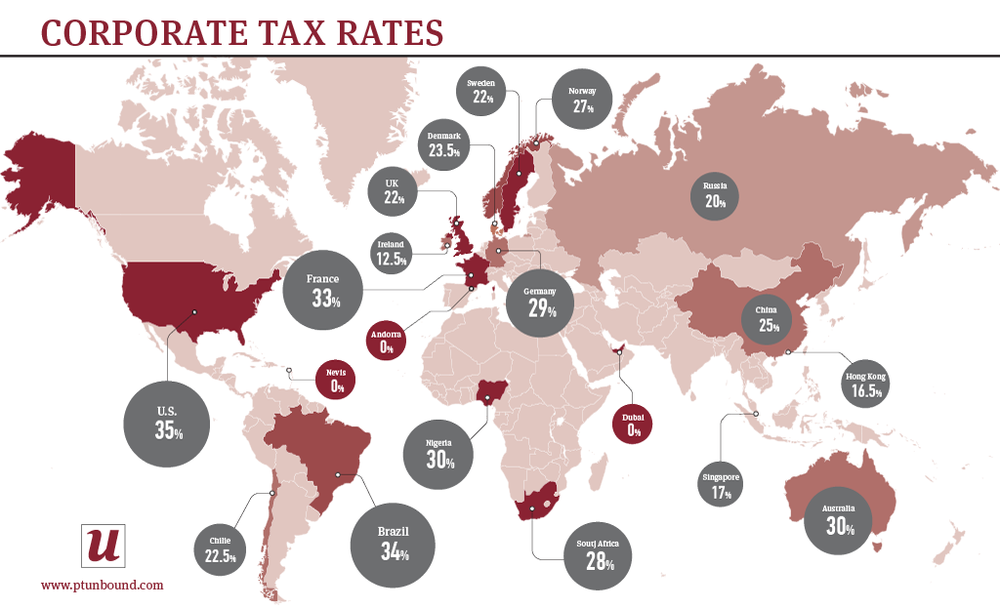 CORPORATE TAX RATES
Sweden
22%
Norway
27%
Denmark
23.5%
UK
22%
Russia
20%
Ireland
12.5%
France
33%
Germany
29%
China
25%
Andorra
0%
Nevis
0%
Hong Kong
16.5%
U.S.
35%
Dubai
0%
Nigeria
30%
Singapore
17%
Australia
30%
Brazil
34%
Chille
22.5%
Soutj Africa
28%
u
www.ptunbound.com